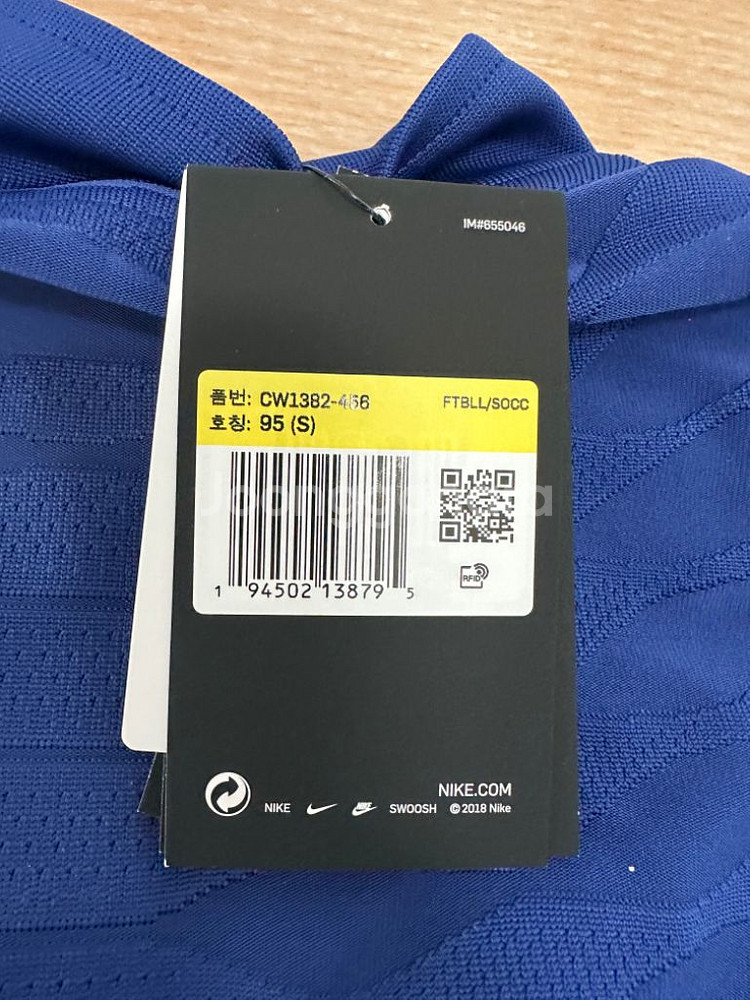 IM#655046
품번: CW1382-456 FTBLL/SOCC
호칭: 95 (S)
1 94502 13879 5
RFID
NIKE.COM
NIKE SWOOSH © 2018 Nike